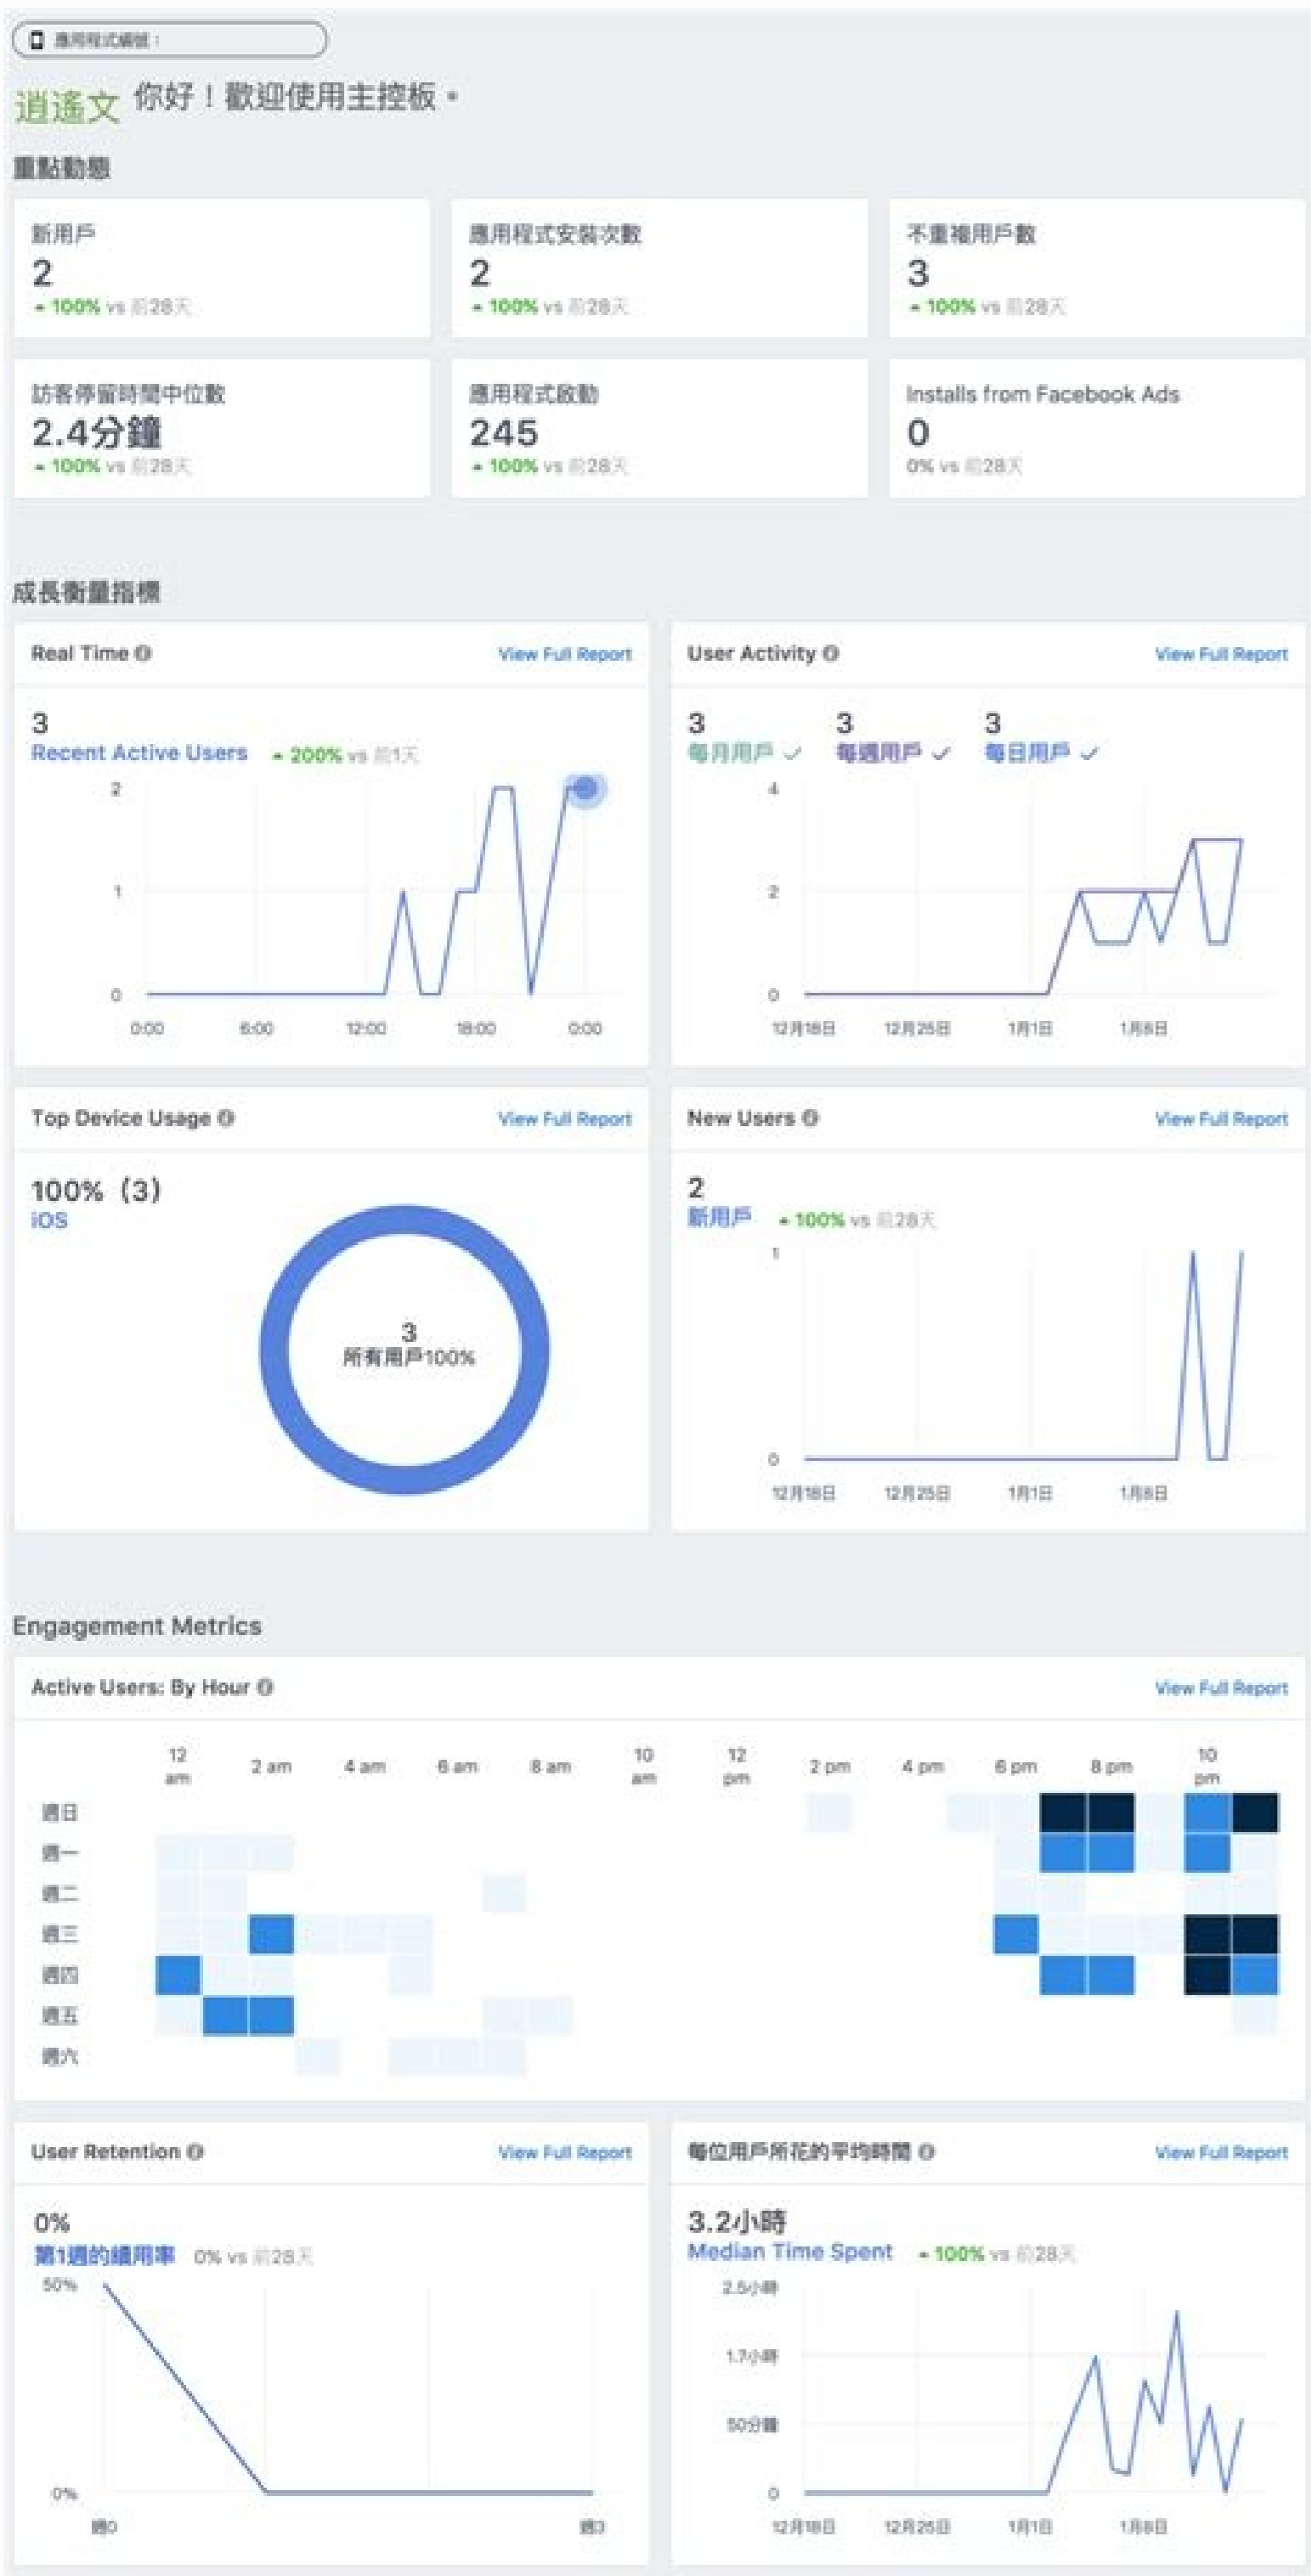 應用程式編號：
逍遙文 你好！歡迎使用主控板。
重點動態
新用戶
2
100% vs 前28天
應用程式安裝次數
2
100% vs 前28天
不重複用戶數
3
100% vs 前28天
訪客停留時間中位數
2.4分鐘
100% vs 前28天
應用程式啟動
245
100% vs 前28天
Installs from Facebook Ads
0
0% vs 前28天
成長衡量指標
Real Time View Full Report
3
Recent Active Users 200% vs 前1天
2
1
0
0:00 6:00 12:00 18:00 0:00
User Activity View Full Report
3 3 3
每月用戶 每週用戶 每日用戶
4
2
0
12月18日 12月25日 1月1日 1月8日
Top Device Usage View Full Report
100% (3)
iOS
3
所有用戶100%
New Users View Full Report
2
新用戶 100% vs 前28天
1
0
12月18日 12月25日 1月1日 1月8日
Engagement Metrics
Active Users: By Hour View Full Report
12 am 2 am 4 am 6 am 8 am 10 am 12 pm 2 pm 4 pm 6 pm 8 pm 10 pm
週日
週一
週二
週三
週四
週五
週六
User Retention View Full Report
0%
第1週的續用率 0% vs 前28天
50%
0%
週0 週3
每位用戶所花的平均時間 View Full Report
3.2小時
Median Time Spent 100% vs 前28天
2.5小時
1.7小時
50分鐘
0
12月18日 12月25日 1月1日 1月8日